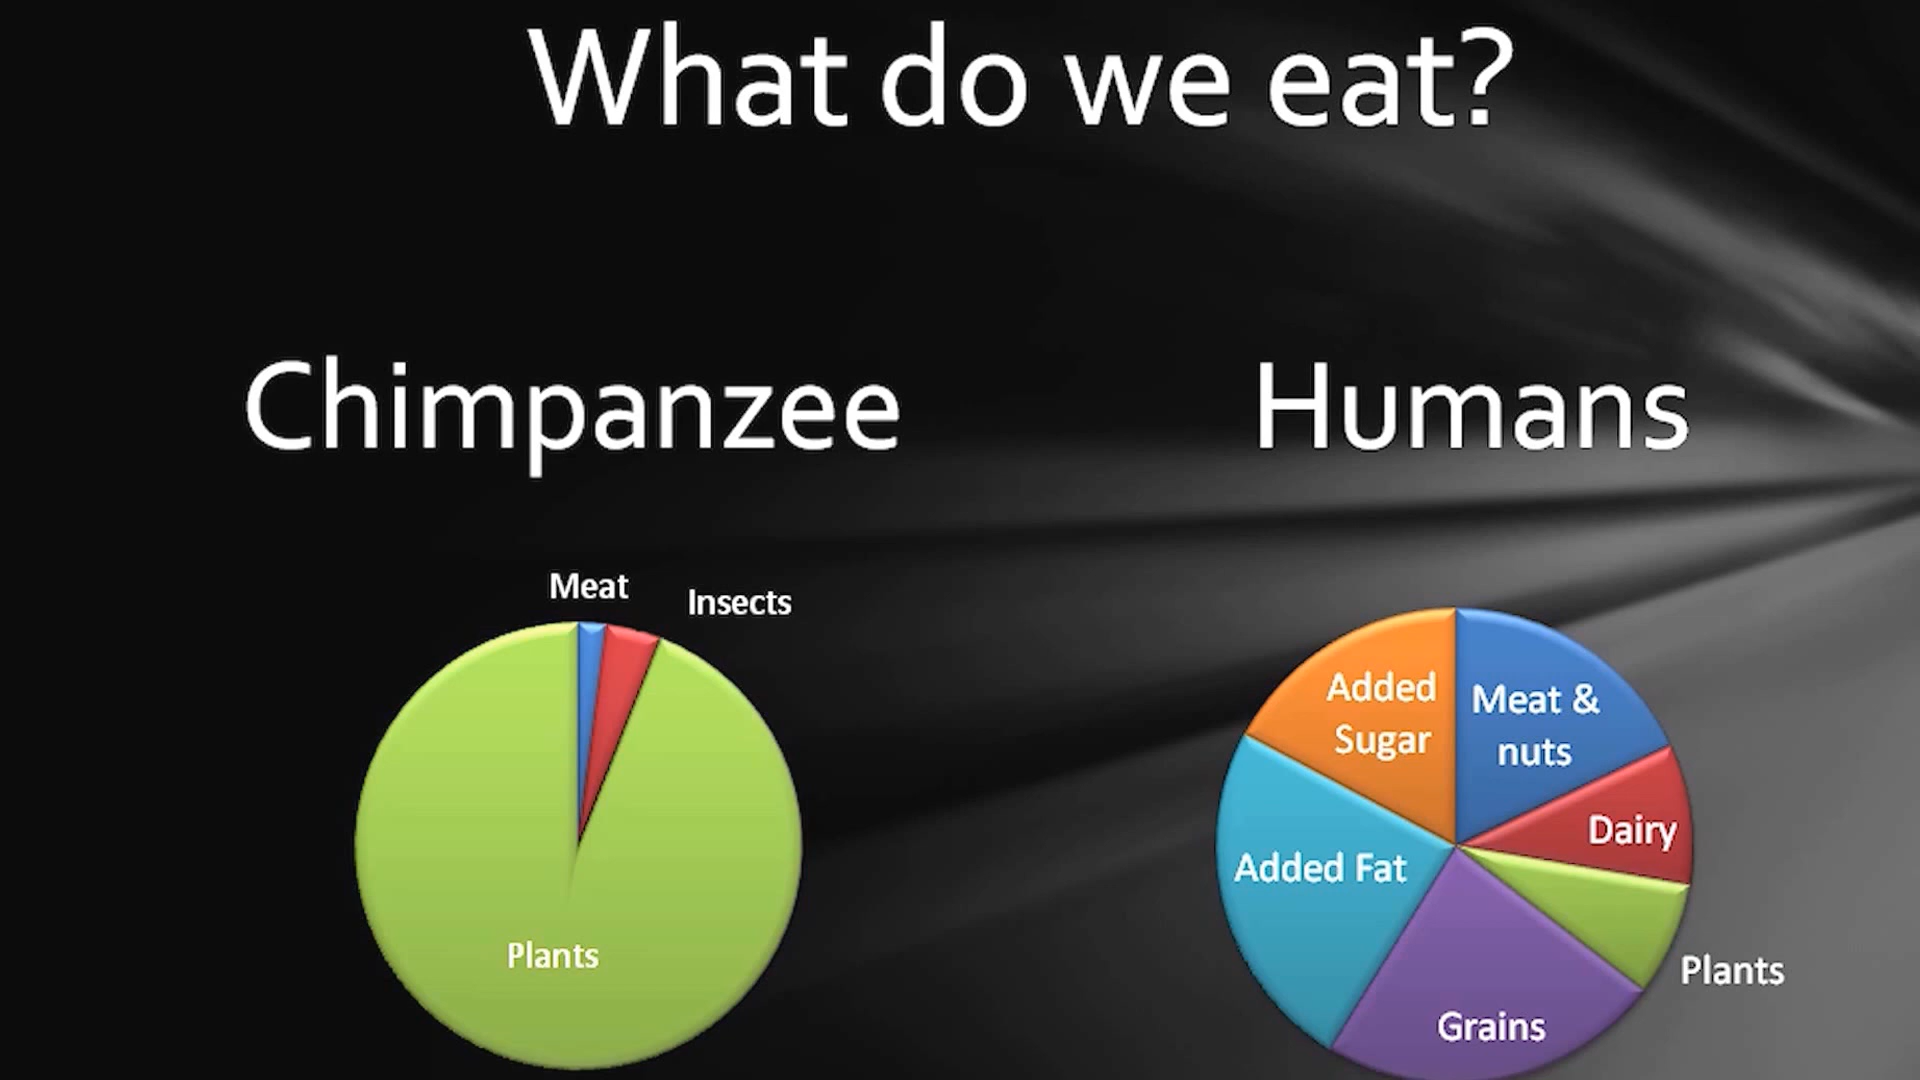 What do we eat?
Chimpanzee
Humans
Meat
Insects
Plants
Added
Sugar
Meat &
nuts
Dairy
Added Fat
Plants
Grains